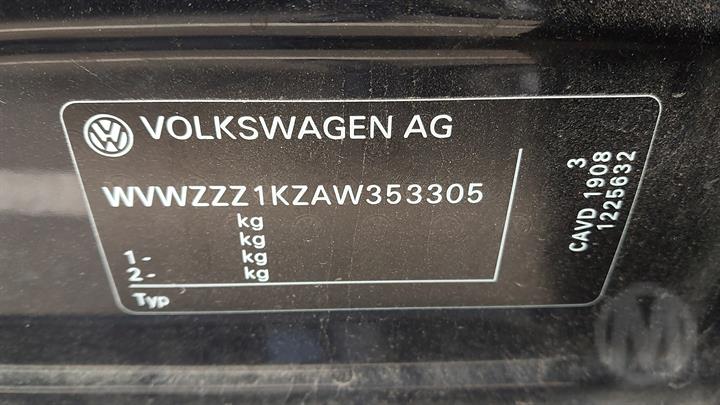 VOLKSWAGEN AG
WVWZZZ1KZAW353305
kg
kg
1- kg
2- kg
Typ
3
CAVD 1908
1225632